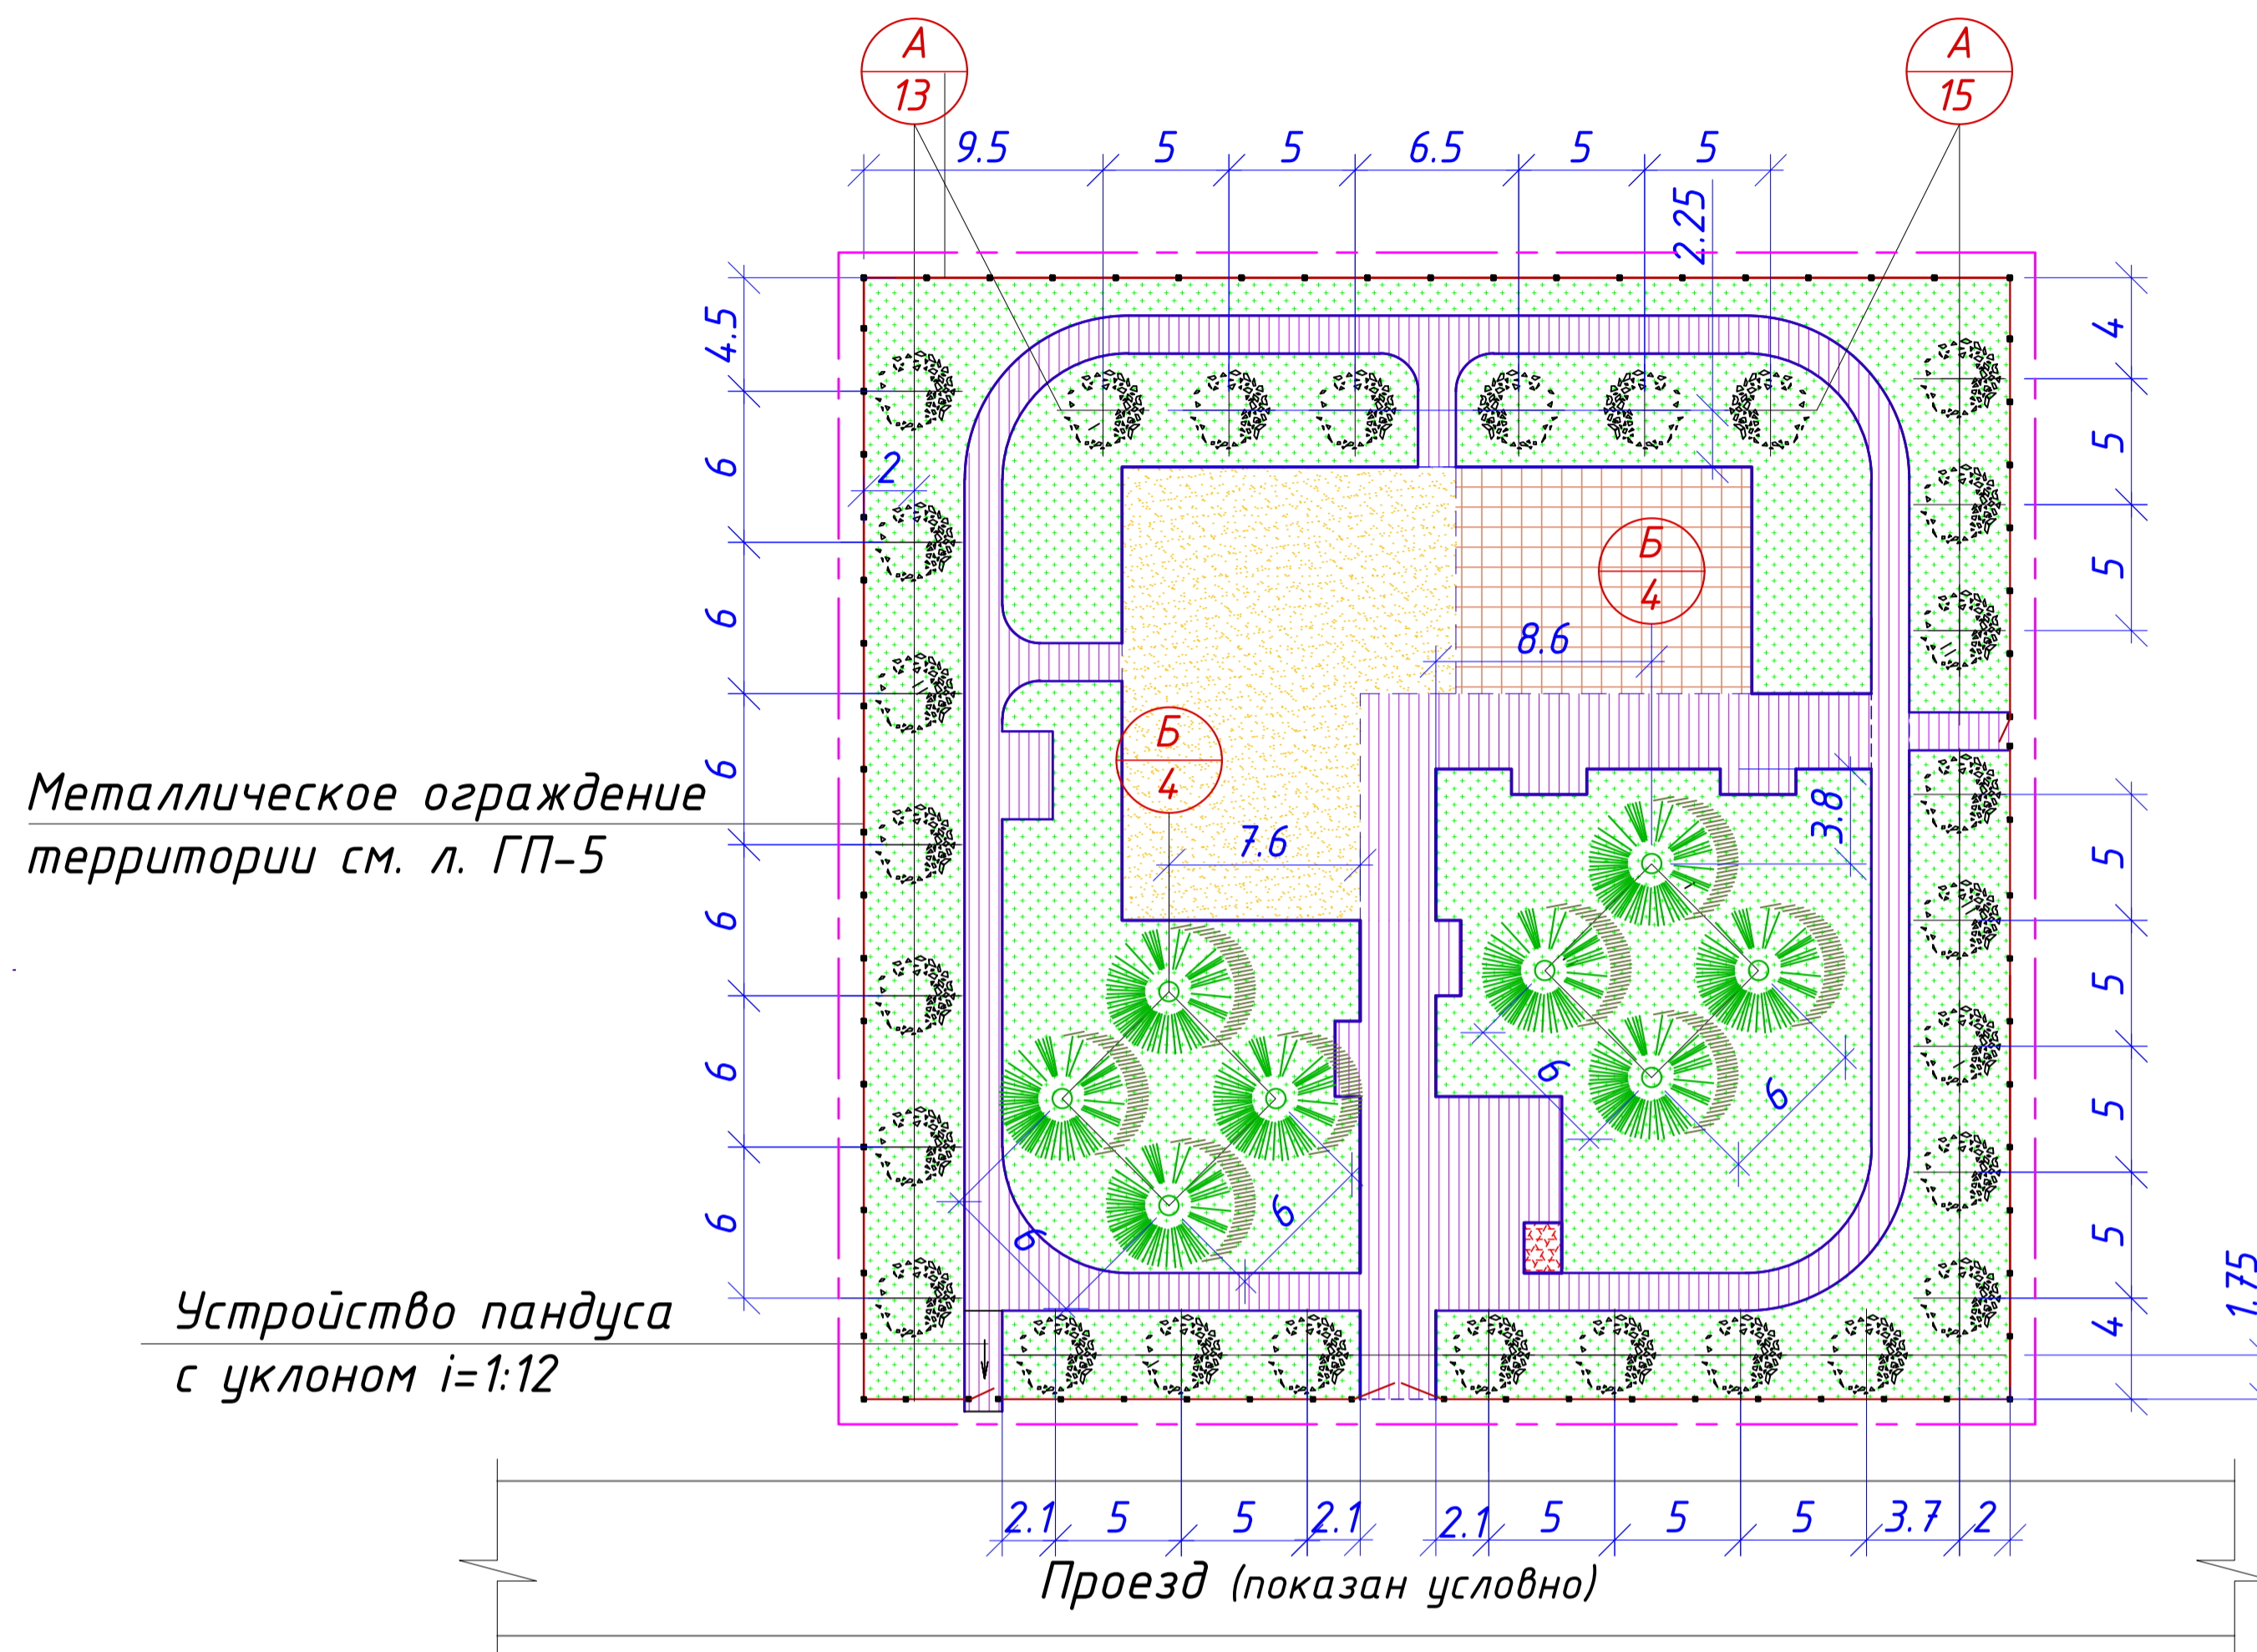 А
13
А
15
9.5 5 5 6.5 5 5
2.25
4.5
6
6
6
6
6
6
2
4
5
5
5
5
5
5
4
1.75
Б
4
8.6
Б
4
7.6
3.8
6
6
6
6
Металлическое ограждение
территории см. л. ГП-5
Устройство пандуса
с уклоном i=1:12
2.1 5 5 2.1 2.1 5 5 5 3.7 2
Проезд (показан условно)